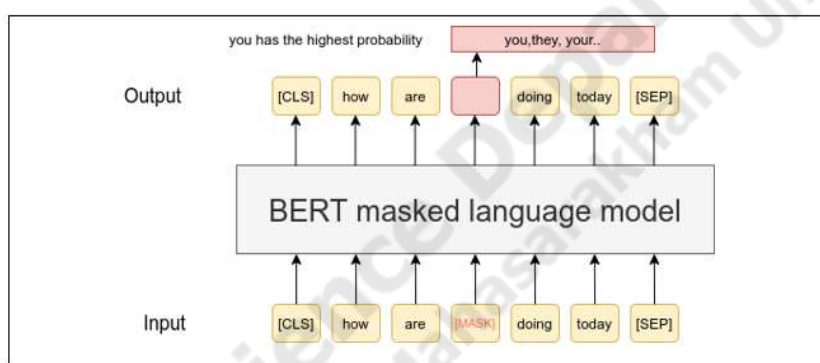 you has the highest probability you,they, your..
Output [CLS] how are doing today [SEP]
BERT masked language model
Input [CLS] how are [MASK] doing today [SEP]